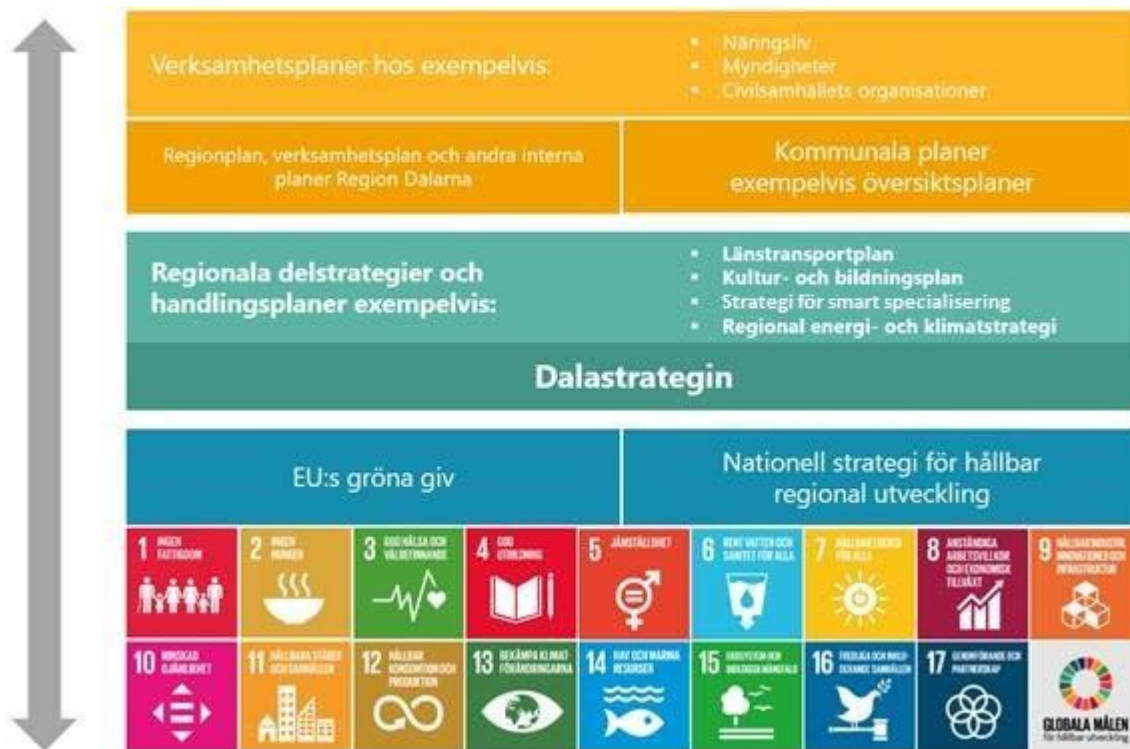 Verksamhetsplaner hos exempelvis:
▪ Näringsliv
▪ Myndigheter
▪ Civilsamhällets organisationer
Regionplan, verksamhetsplan och andra interna
planer Region Dalarna
Kommunala planer
exempelvis översiktsplaner
Regionala delstrategier och
handlingsplaner exempelvis:
▪ Länstransportplan
▪ Kultur- och bildningsplan
▪ Strategi för smart specialisering
▪ Regional energi- och klimatstrategi
Dalastrategin
EU:s gröna giv
Nationell strategi för hållbar
regional utveckling
1 INGEN
FATTIGDOM
2 INGEN
HUNGER
3 GOD HÄLSA OCH
VÄLBEFINNANDE
4 GOD
UTBILDNING
5 JÄMSTÄLLDHET
6 RENT VATTEN OCH
SANITET FÖR ALLA
7 HÅLLBAR ENERGI
FÖR ALLA
8 ANSTÄNDIGA
ARBETSVILLKOR
OCH EKONOMISK
TILLVÄXT
9 HÅLLBAR INDUSTRI,
INNOVATIONER OCH
INFRASTRUKTUR
10 MINSKAD
OJÄMLIKHET
11 HÅLLBARA STÄDER
OCH SAMHÄLLEN
12 HÅLLBAR
KONSUMTION OCH
PRODUKTION
13 BEKÄMPA KLIMAT-
FÖRÄNDRINGARNA
14 HAV OCH MARINA
RESURSER
15 EKOSYSTEM OCH
BIOLOGISK MÅNGFALD
16 FREDLIGA OCH INKLU-
DERANDE SAMHÄLLEN
17 GENOMFÖRANDE OCH
PARTNERSKAP
GLOBALA MÅLEN
för hållbar utveckling